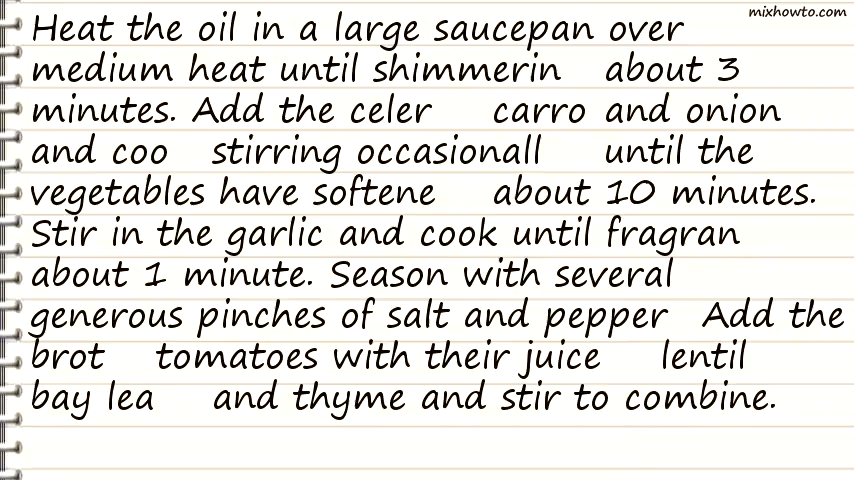 mixhowto.com
Heat the oil in a large saucepan over
medium heat until shimmerin about 3
minutes. Add the celer carro and onion
and coo stirring occasionall until the
vegetables have softene about 10 minutes.
Stir in the garlic and cook until fragran
about 1 minute. Season with several
generous pinches of salt and pepper Add the
brot tomatoes with their juice lentil
bay lea and thyme and stir to combine.